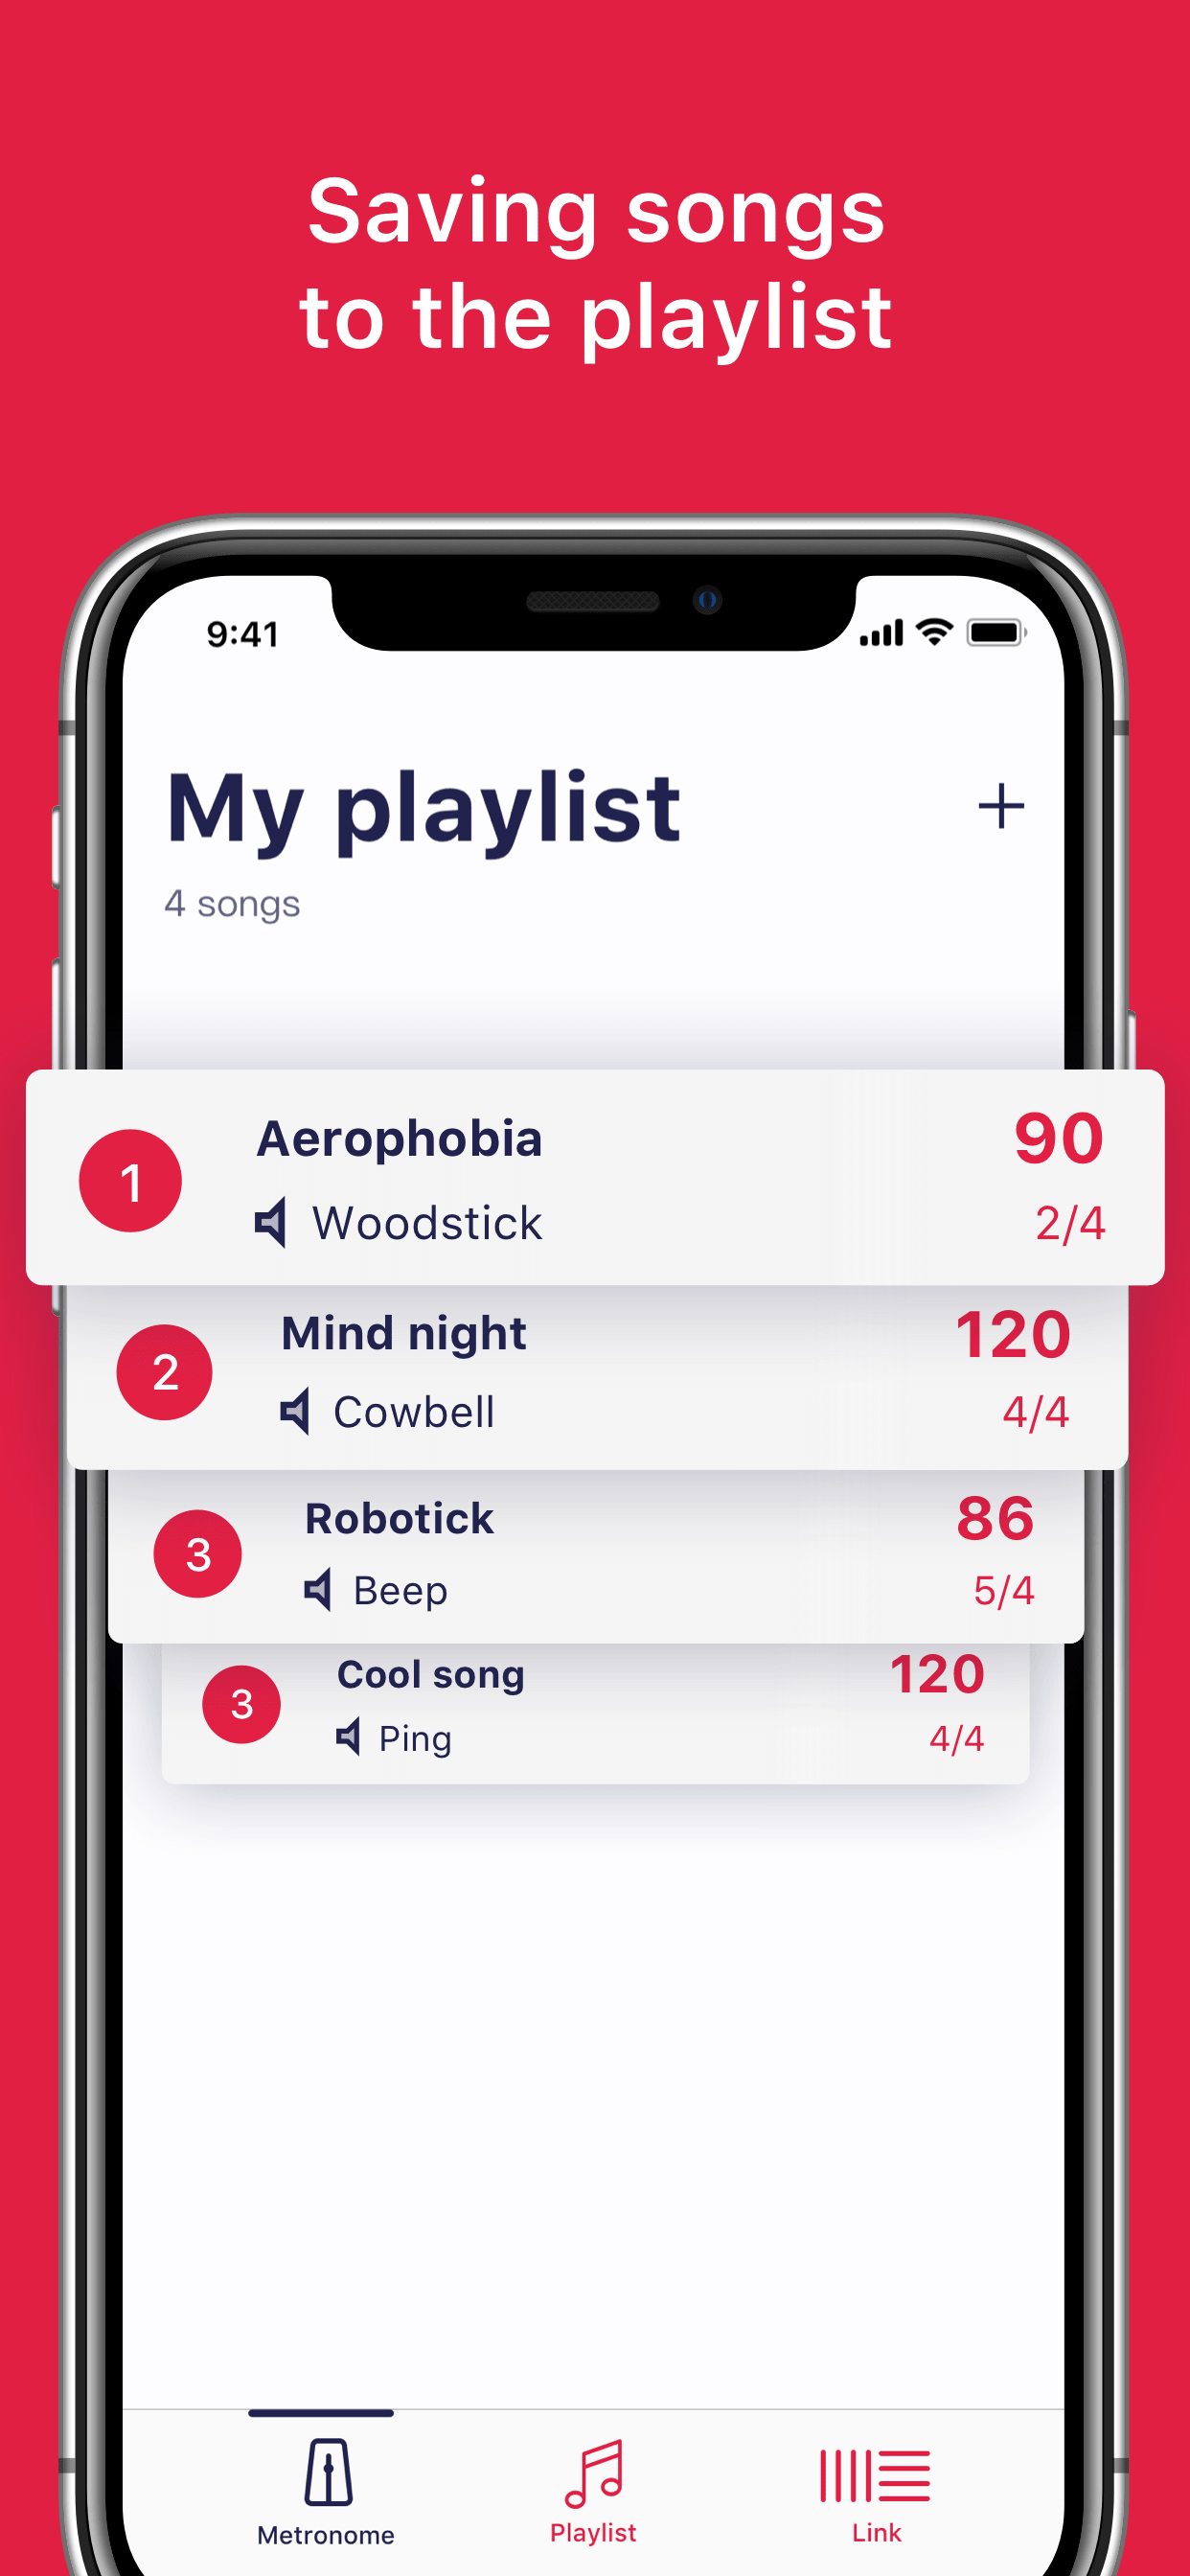 Saving songs
to the playlist
9:41
My playlist
4 songs
1
Aerophobia
90
Woodstick
2/4
2
Mind night
120
Cowbell
4/4
3
Robotick
86
Beep
5/4
3
Cool song
120
Ping
4/4
Metronome
Playlist
Link